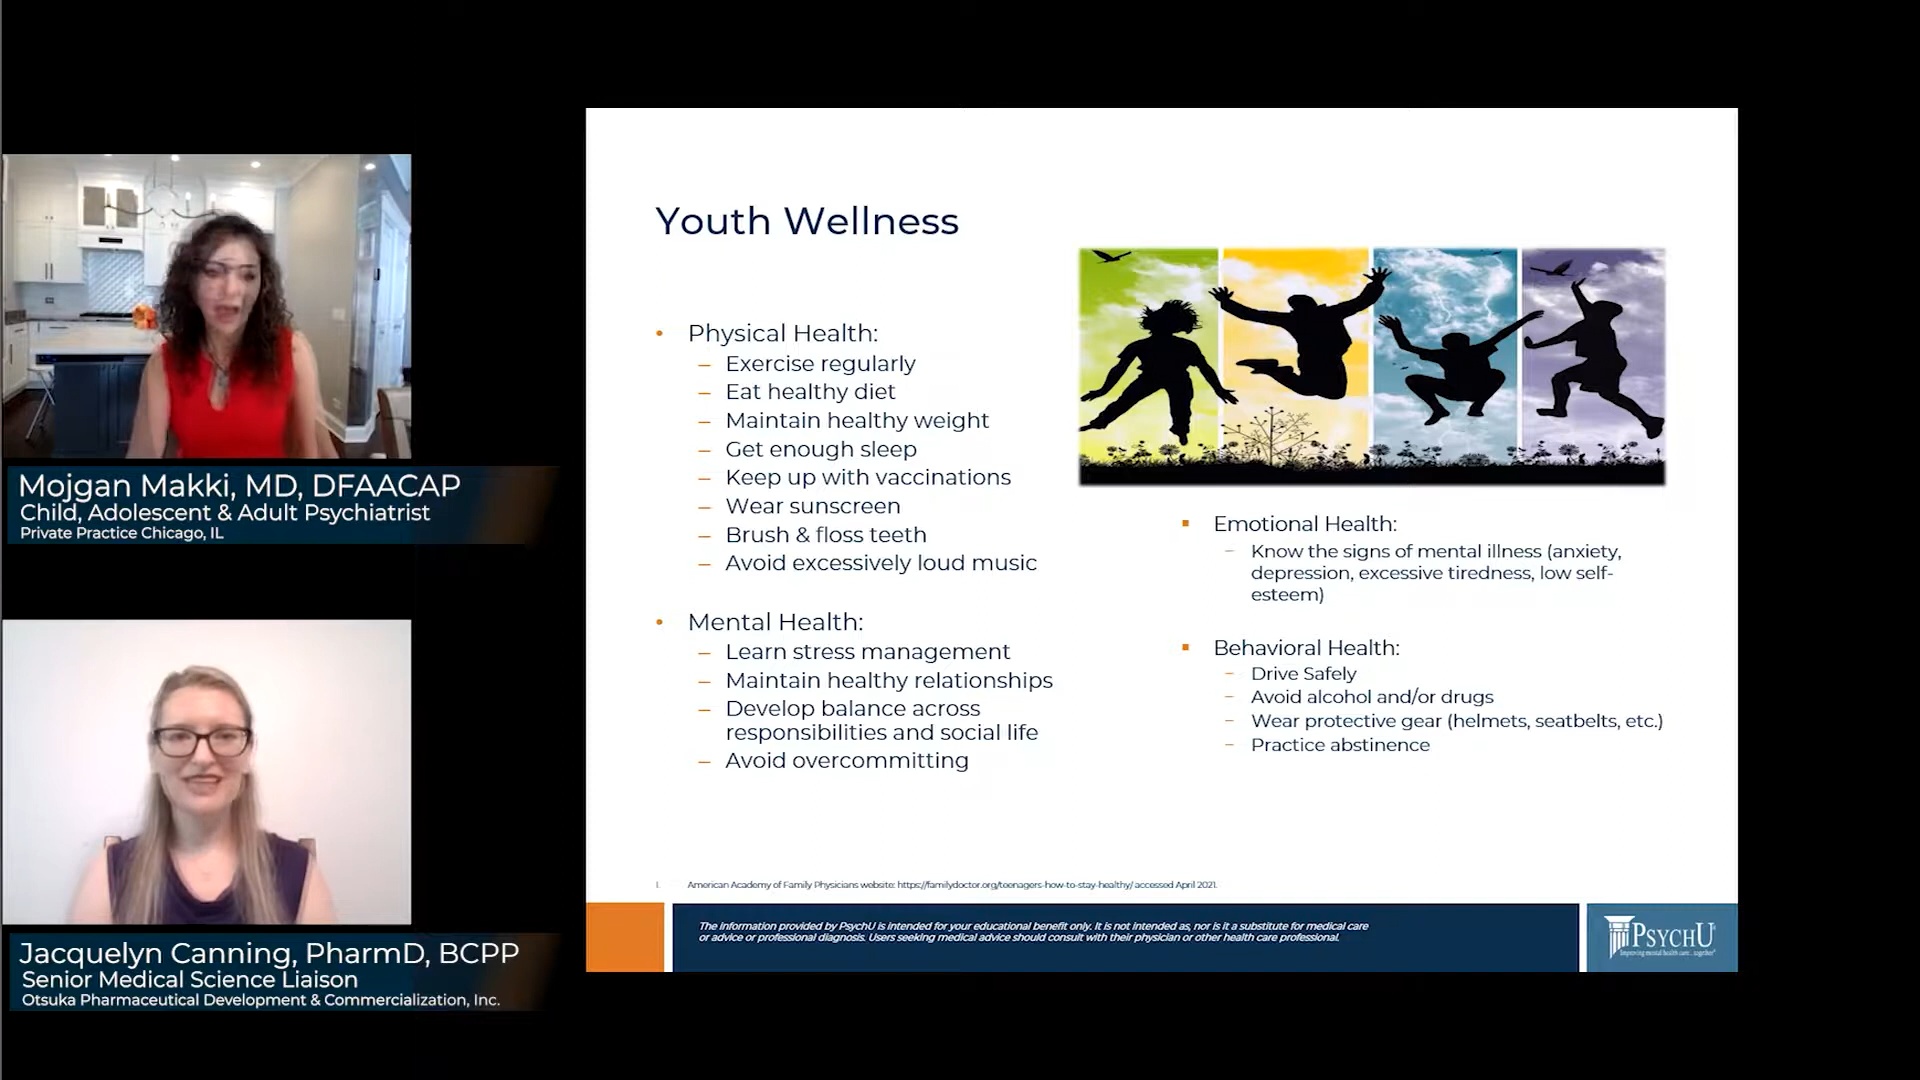 Mojgan Makki, MD, DFAACAP
Child, Adolescent & Adult Psychiatrist
Private Practice Chicago, IL
Jacquelyn Canning, PharmD, BCPP
Senior Medical Science Liaison
Otsuka Pharmaceutical Development & Commercialization, Inc.
Youth Wellness
• Physical Health:
– Exercise regularly
– Eat healthy diet
– Maintain healthy weight
– Get enough sleep
– Keep up with vaccinations
– Wear sunscreen
– Brush & floss teeth
– Avoid excessively loud music
• Mental Health:
– Learn stress management
– Maintain healthy relationships
– Develop balance across
responsibilities and social life
– Avoid overcommitting
▪ Emotional Health:
– Know the signs of mental illness (anxiety,
depression, excessive tiredness, low self-
esteem)
▪ Behavioral Health:
– Drive Safely
– Avoid alcohol and/or drugs
– Wear protective gear (helmets, seatbelts, etc.)
– Practice abstinence
1. American Academy of Family Physicians website: https://familydoctor.org/teenagers-how-to-stay-healthy/ accessed April 2021.
The information provided by PsychU is intended for your educational benefit only. It is not intended as, nor is it a substitute for medical care
or advice or professional diagnosis. Users seeking medical advice should consult with their physician or other health care professional.
PSYCHU
Improving mental health care... together